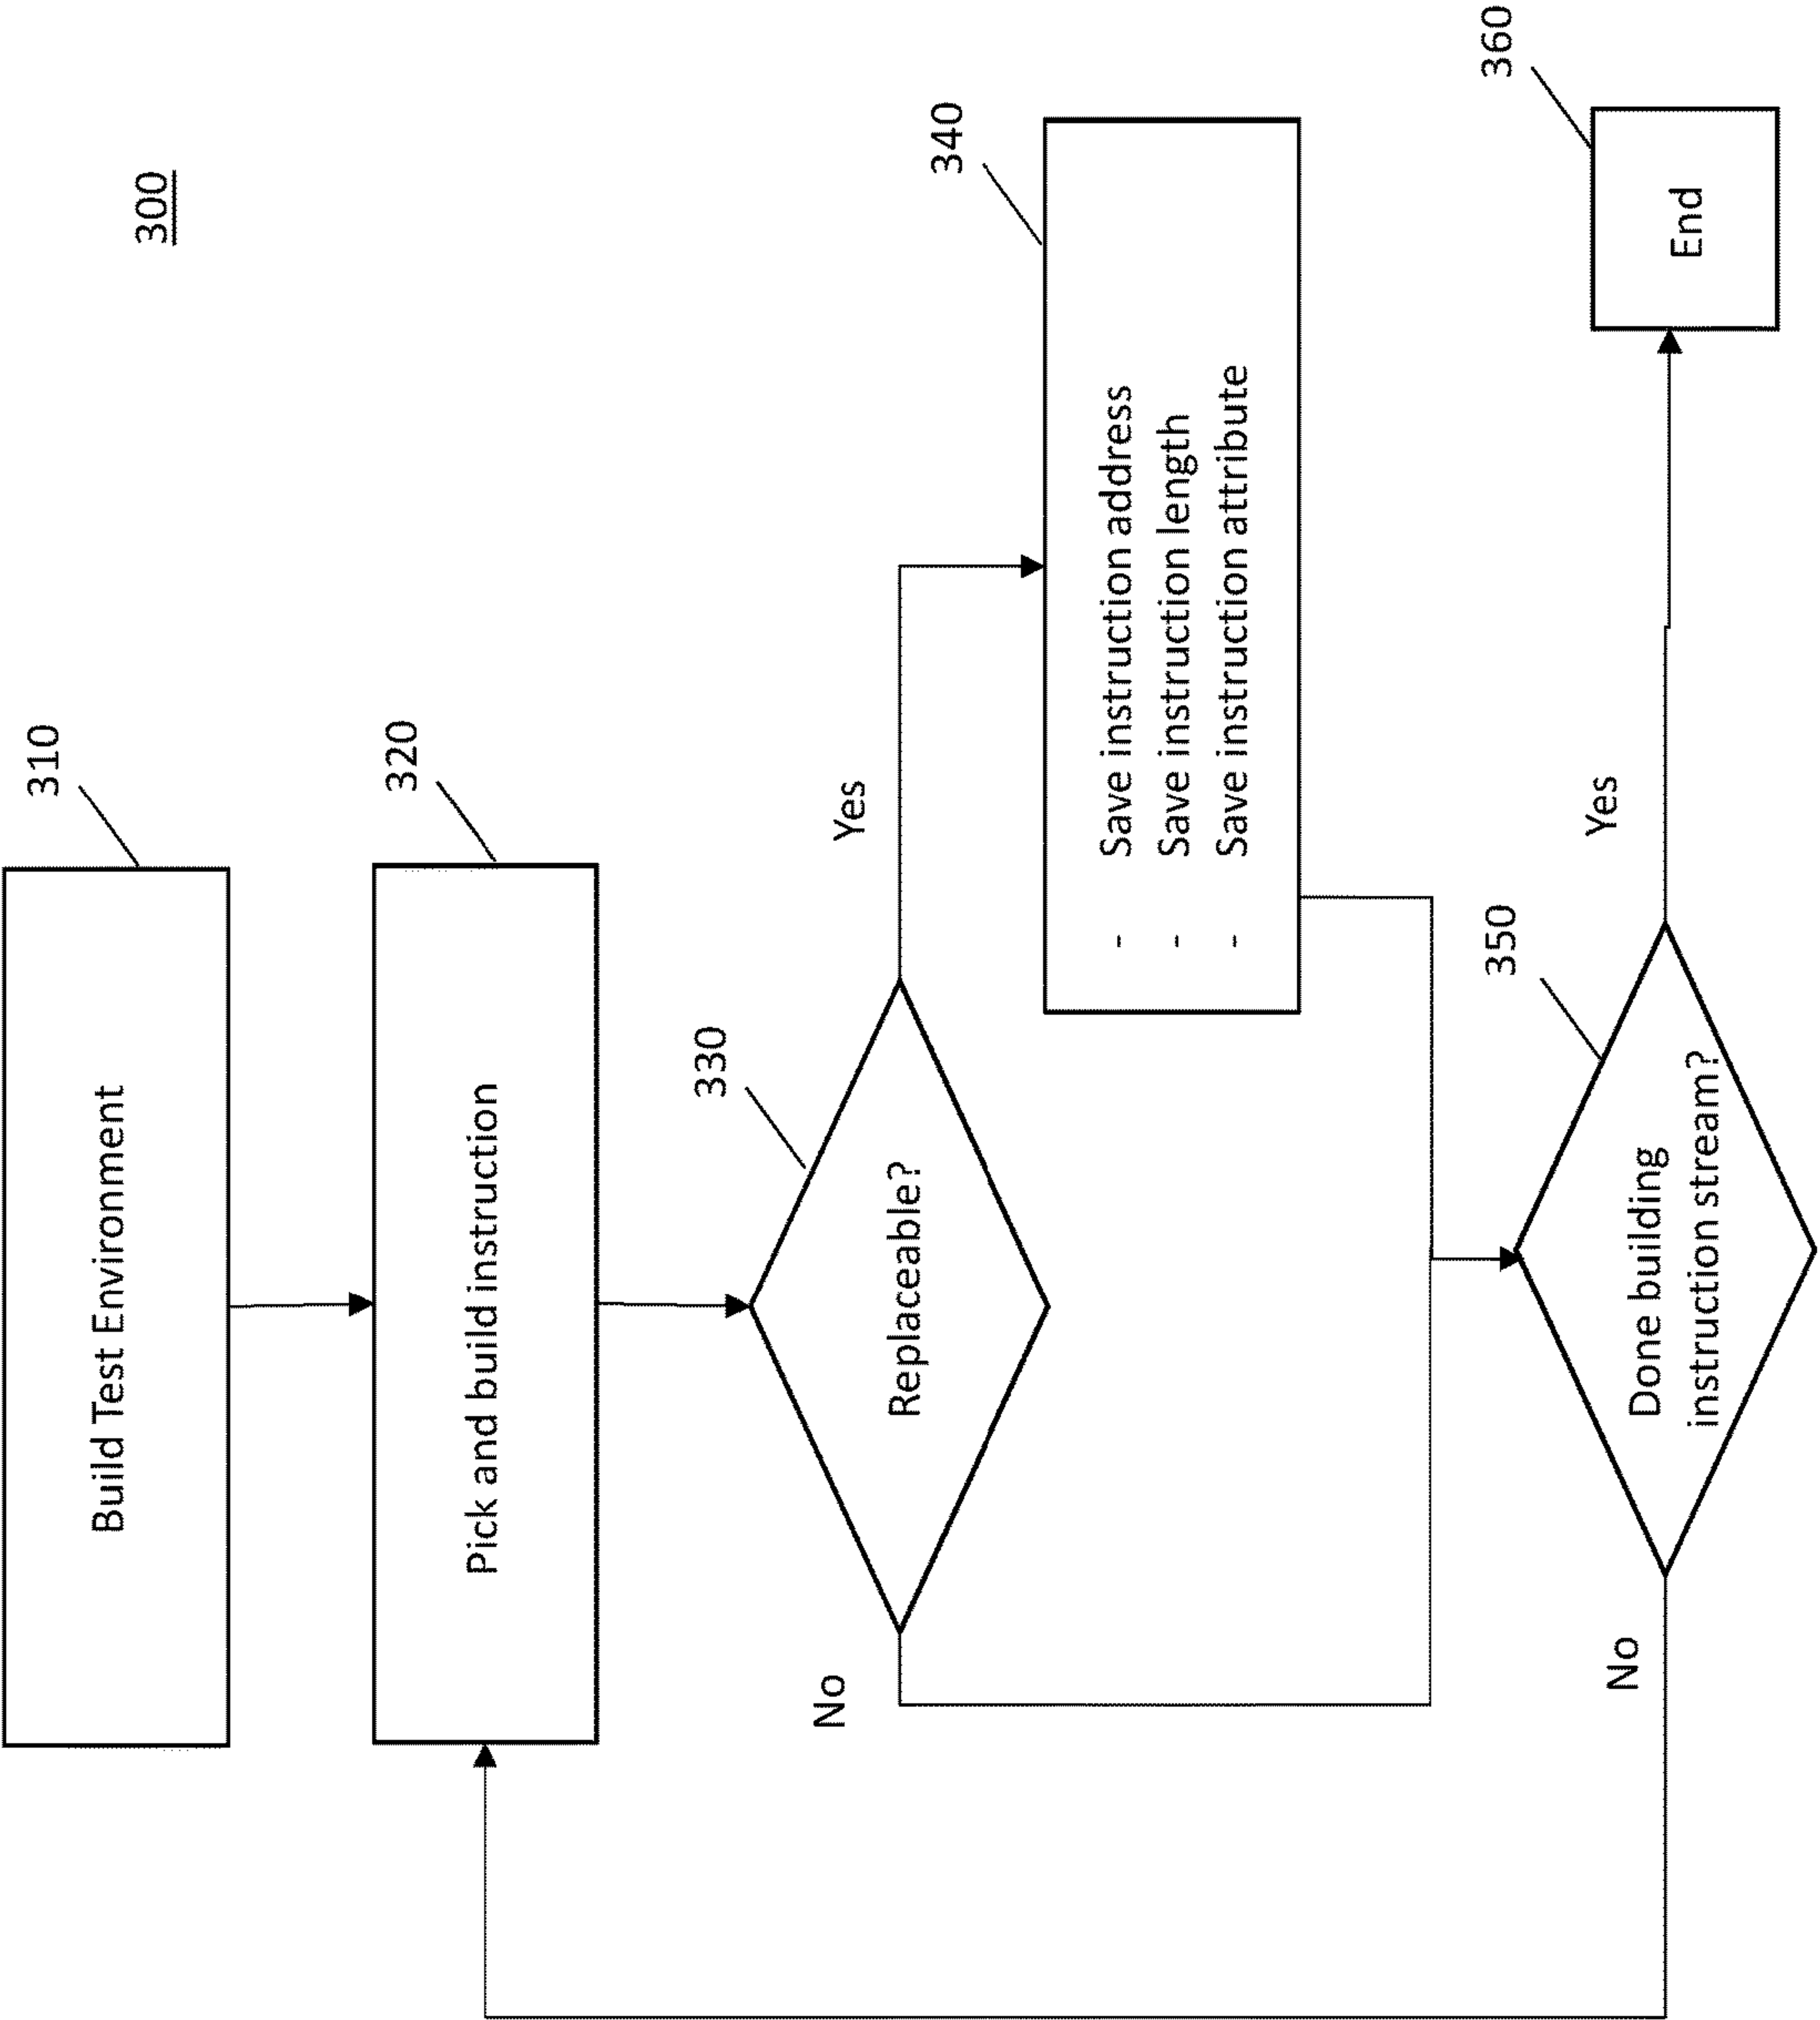 300
310
Build Test Environment
320
Pick and build instruction
330
Replaceable?
Yes
No
340
- Save instruction address
- Save instruction length
- Save instruction attribute
350
Done building
instruction stream?
Yes
No
360
End